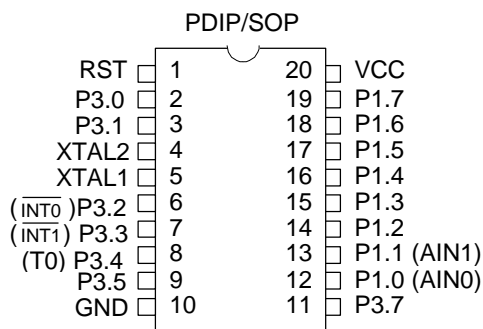 PDIP/SOP
RST 1 20 VCC
P3.0 2 19 P1.7
P3.1 3 18 P1.6
XTAL2 4 17 P1.5
XTAL1 5 16 P1.4
(INT0)P3.2 6 15 P1.3
(INT1) P3.3 7 14 P1.2
(T0) P3.4 8 13 P1.1 (AIN1)
P3.5 9 12 P1.0 (AIN0)
GND 10 11 P3.7